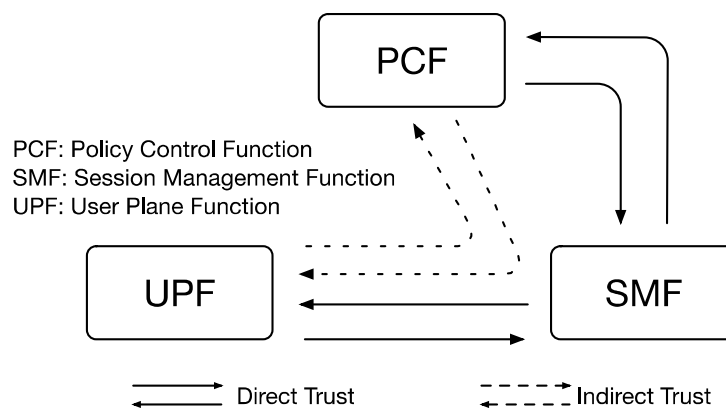 PCF
PCF: Policy Control Function
SMF: Session Management Function
UPF: User Plane Function
UPF
SMF
Direct Trust
Indirect Trust